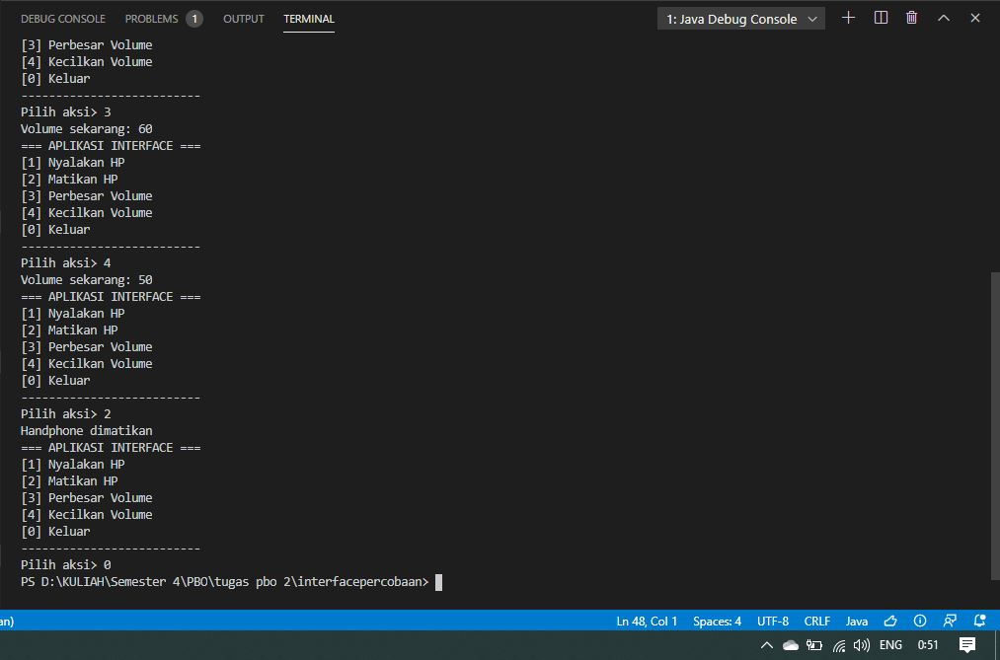 DEBUG CONSOLE PROBLEMS 1 OUTPUT TERMINAL 1: Java Debug Console
[3] Perbesar Volume
[4] Kecilkan Volume
[0] Keluar
--------------------------
Pilih aksi> 3
Volume sekarang: 60
=== APLIKASI INTERFACE ===
[1] Nyalakan HP
[2] Matikan HP
[3] Perbesar Volume
[4] Kecilkan Volume
[0] Keluar
--------------------------
Pilih aksi> 4
Volume sekarang: 50
=== APLIKASI INTERFACE ===
[1] Nyalakan HP
[2] Matikan HP
[3] Perbesar Volume
[4] Kecilkan Volume
[0] Keluar
--------------------------
Pilih aksi> 2
Handphone dimatikan
=== APLIKASI INTERFACE ===
[1] Nyalakan HP
[2] Matikan HP
[3] Perbesar Volume
[4] Kecilkan Volume
[0] Keluar
--------------------------
Pilih aksi> 0
PS D:\KULIAH\Semester 4\PBO\tugas pbo 2\interfacepercobaan>
an) Ln 48, Col 1 Spaces: 4 UTF-8 CRLF Java
ENG 0:51